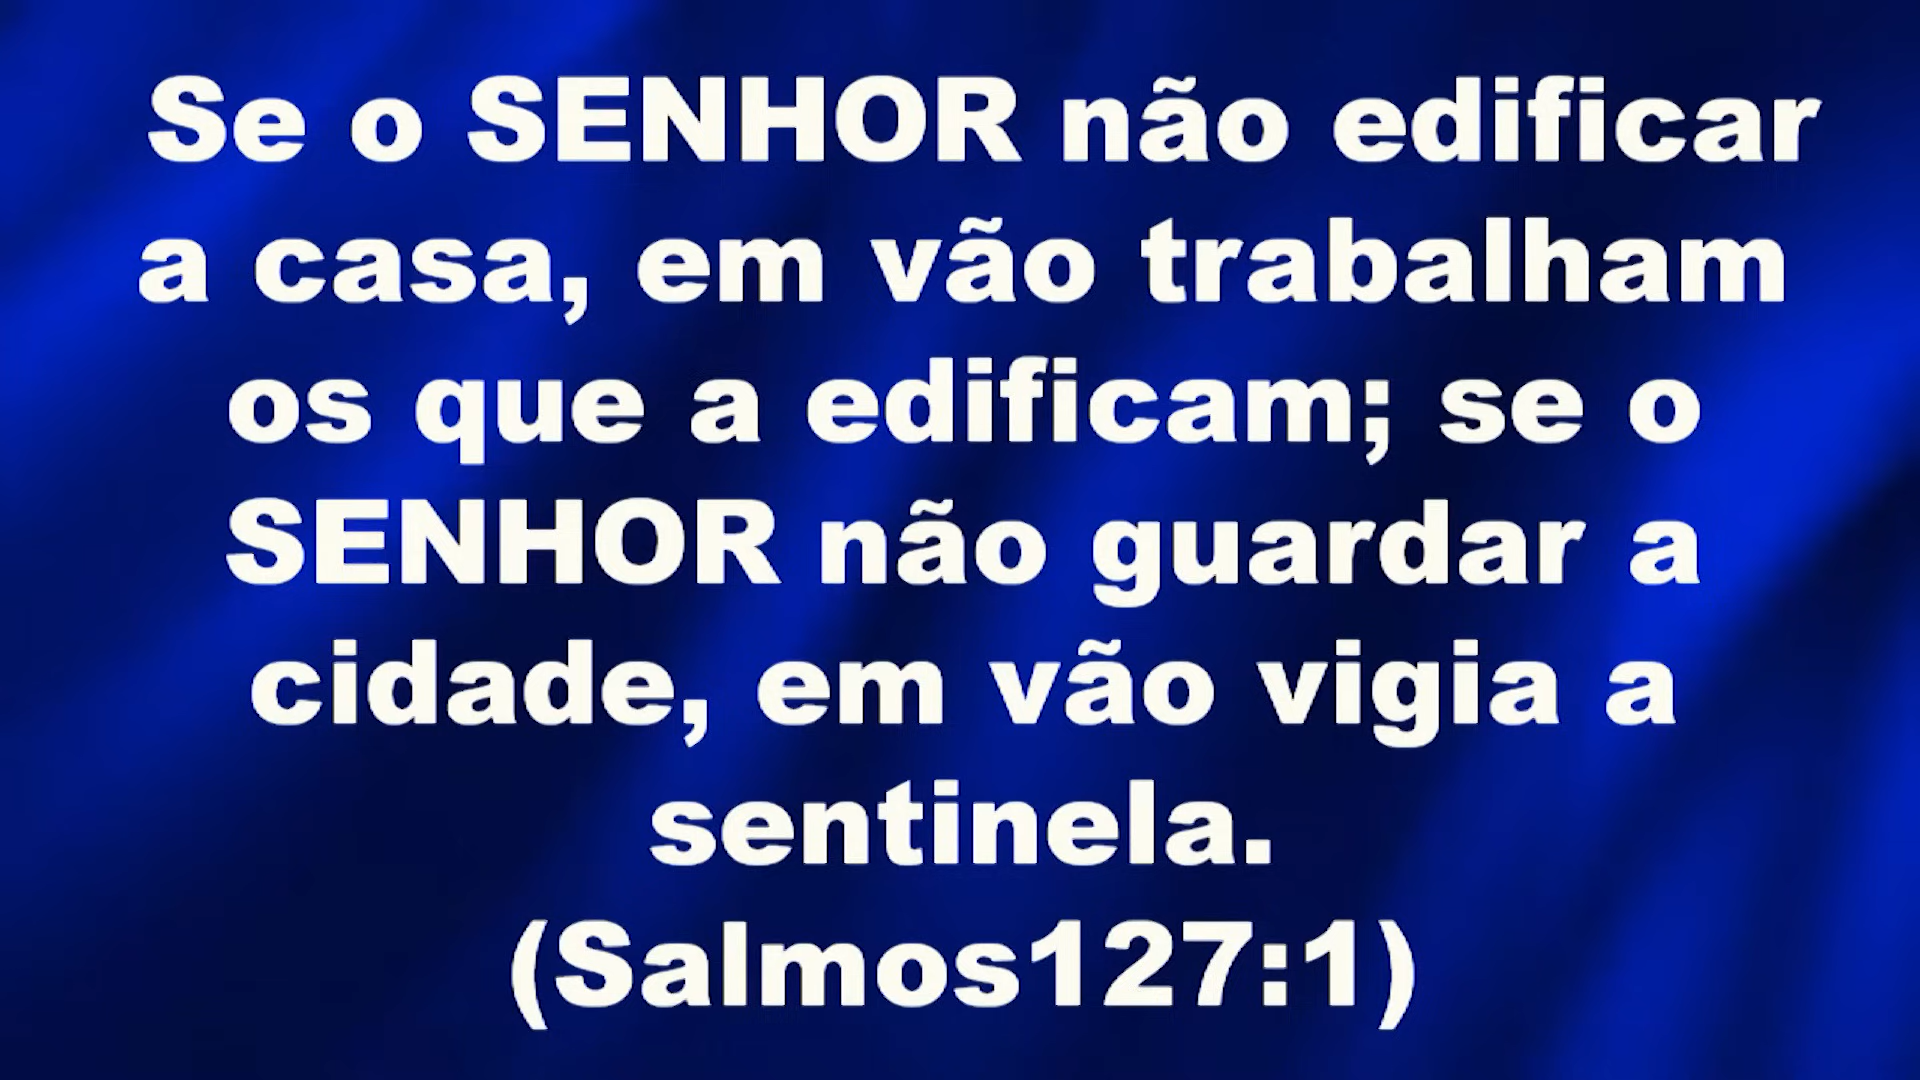 Se o SENHOR não edificar
a casa, em vão trabalham
os que a edificam; se o
SENHOR não guardar a
cidade, em vão vigia a
sentinela.
(Salmos127:1)